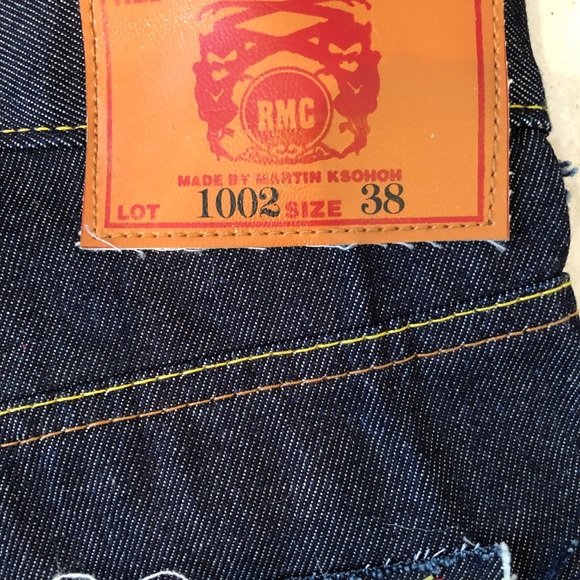 RMC
MADE BY MARTIN KSOHOH
LOT 1002 SIZE 38